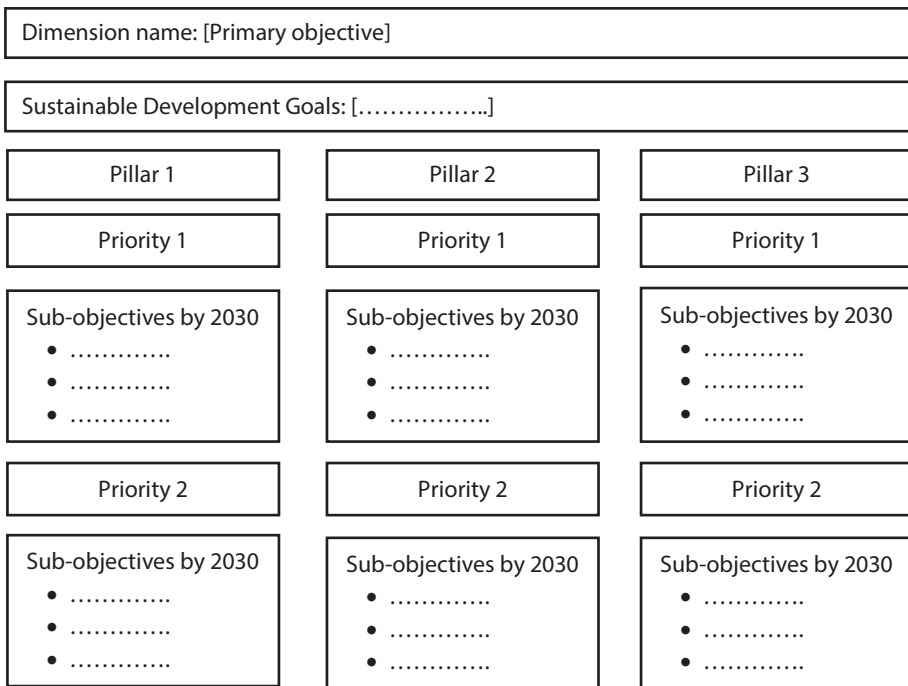 Dimension name: [Primary objective]
Sustainable Development Goals: [……………..]
Pillar 1
Pillar 2
Pillar 3
Priority 1
Priority 1
Priority 1
Sub-objectives by 2030
• ………….
• ………….
• ………….
Sub-objectives by 2030
• ………….
• ………….
• ………….
Sub-objectives by 2030
• ………….
• ………….
• ………….
Priority 2
Priority 2
Priority 2
Sub-objectives by 2030
• ………….
• ………….
• ………….
Sub-objectives by 2030
• ………….
• ………….
• ………….
Sub-objectives by 2030
• ………….
• ………….
• ………….